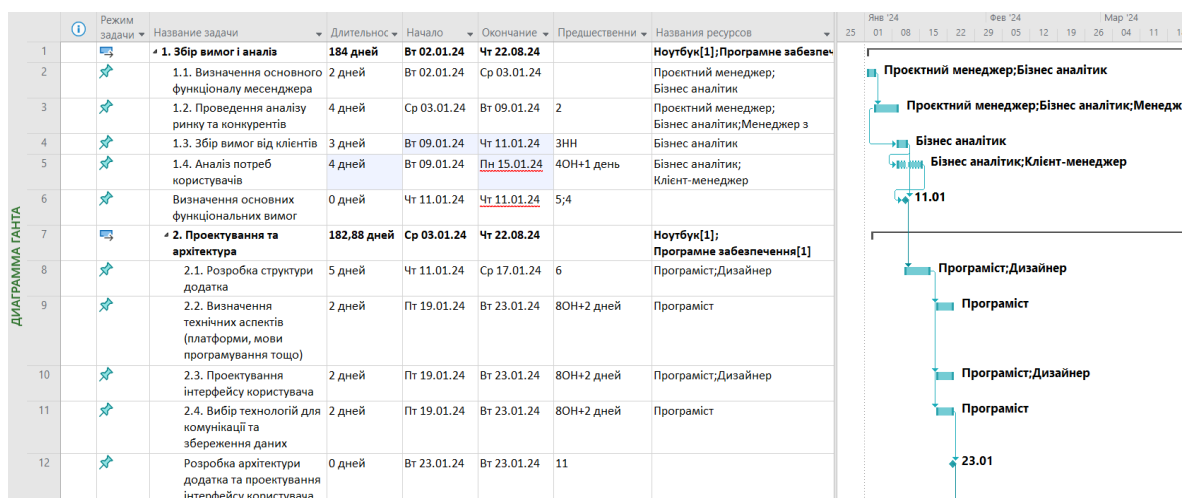 ДИАГРАММА ГАНТА
Режим задачи Название задачи Длительнос Начало Окончание Предшественни Названия ресурсов
Янв '24 Фев '24 Мар '24
25 01 08 15 22 29 05 12 19 26 04 11
1 1. Збір вимог і аналіз 184 дней Вт 02.01.24 Чт 22.08.24 Ноутбук[1];Програмне забезпеч
2 1.1. Визначення основного функціоналу месенджера 2 дней Вт 02.01.24 Ср 03.01.24 Проєктний менеджер; Бізнес аналітик
Проєктний менеджер;Бізнес аналітик
3 1.2. Проведення аналізу ринку та конкурентів 4 дней Ср 03.01.24 Вт 09.01.24 2 Проєктний менеджер; Бізнес аналітик;Менеджер з
Проєктний менеджер;Бізнес аналітик;Менедж
4 1.3. Збір вимог від клієнтів 3 дней Вт 09.01.24 Чт 11.01.24 3НН Бізнес аналітик
Бізнес аналітик
5 1.4. Аналіз потреб користувачів 4 дней Вт 09.01.24 Пн 15.01.24 4ОН+1 день Бізнес аналітик; Клієнт-менеджер
Бізнес аналітик;Клієнт-менеджер
6 Визначення основних функціональних вимог 0 дней Чт 11.01.24 Чт 11.01.24 5;4
11.01
7 2. Проектування та архітектура 182,88 дней Ср 03.01.24 Чт 22.08.24 Ноутбук[1]; Програмне забезпечення[1]
8 2.1. Розробка структури додатка 5 дней Чт 11.01.24 Ср 17.01.24 6 Програміст;Дизайнер
Програміст;Дизайнер
9 2.2. Визначення технічних аспектів (платформи, мови програмування тощо) 2 дней Пт 19.01.24 Вт 23.01.24 8ОН+2 дней Програміст
Програміст
10 2.3. Проектування інтерфейсу користувача 2 дней Пт 19.01.24 Вт 23.01.24 8ОН+2 дней Програміст;Дизайнер
Програміст;Дизайнер
11 2.4. Вибір технологій для комунікації та збереження даних 2 дней Пт 19.01.24 Вт 23.01.24 8ОН+2 дней Програміст
Програміст
12 Розробка архітектури додатка та проектування інтерфейсу користувача 0 дней Вт 23.01.24 Вт 23.01.24 11
23.01